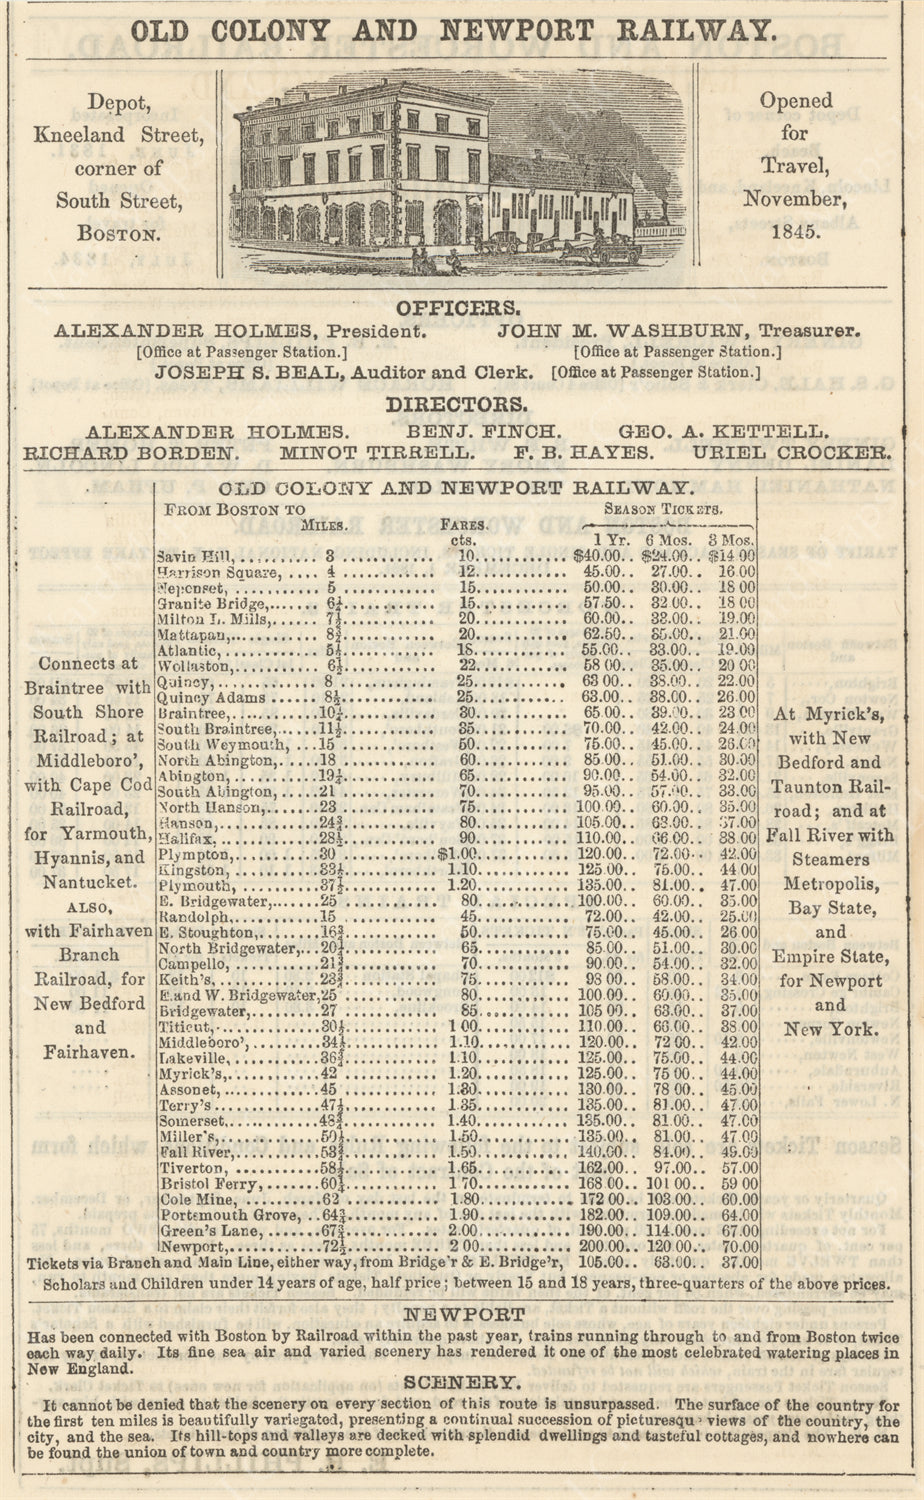 OLD COLONY AND NEWPORT RAILWAY.
Depot,
Kneeland Street,
corner of
South Street,
BOSTON.
Opened
for
Travel,
November,
1845.
OFFICERS.
ALEXANDER HOLMES, President. JOHN M. WASHBURN, Treasurer.
[Office at Passenger Station.] [Office at Passenger Station.]
JOSEPH S. BEAL, Auditor and Clerk. [Office at Passenger Station.]
DIRECTORS.
ALEXANDER HOLMES. BENJ. FINCH. GEO. A. KETTELL.
RICHARD BORDEN. MINOT TIRRELL. F. B. HAYES. URIEL CROCKER.
Connects at
Braintree with
South Shore
Railroad; at
Middleboro',
with Cape Cod
Railroad,
for Yarmouth,
Hyannis, and
Nantucket.
ALSO,
with Fairhaven
Branch
Railroad, for
New Bedford
and
Fairhaven.
OLD COLONY AND NEWPORT RAILWAY.
FROM BOSTON TO MILES. FARES. SEASON TICKETS.
cts. 1 Yr. 6 Mos. 3 Mos.
Savin Hill, 3 10 $40.00 $24.00 $14 00
Harrison Square, 4 12 45.00 27.00 16 00
Neponset, 5 15 50.00 30.00 18 00
Granite Bridge, 6¼ 15 57.50 32 00 18 00
Milton L. Mills, 7½ 20 60.00 33.00 19.00
Mattapan, 8¾ 20 62.50 35.00 21.00
Atlantic, 5½ 18 55.00 33.00 19.00
Wollaston, 6½ 22 58 00 35.00 20 00
Quincy, 8 25 63 00 38.00 22.00
Quincy Adams 8½ 25 63.00 38.00 26.00
Braintree, 10¼ 30 65 00 39.00 23 00
South Braintree, 11½ 35 70.00 42.00 24.00
South Weymouth, 15 50 75.00 45.00 26.00
North Abington, 18 60 85.00 51.00 30.00
Abington, 19¼ 65 90.00 54.00 32.00
South Abington, 21 70 95.00 57.00 33.00
North Hanson, 23 75 100 00 60.00 35.00
Hanson, 24¾ 80 105.00 63.00 37.00
Halifax, 28¼ 90 110.00 66 00 38.00
Plympton, 30 $1.00 120.00 72.00 42.00
Kingston, 33¼ 1.10 125 00 75.00 44 00
Plymouth, 37½ 1.20 135.00 81.00 47.00
E. Bridgewater, 25 80 100.00 60.00 35.00
Randolph, 15 45 72.00 42.00 25.00
E. Stoughton, 16¾ 50 75.00 45.00 26 00
North Bridgewater, 20¼ 65 85 00 51.00 30.00
Campello, 21¾ 70 90.00 54.00 32.00
Keith's, 23¾ 75 98 00 58.00 34.00
E. and W. Bridgewater, 25 80 100.00 60.00 35.00
Bridgewater, 27 85 105 00 63.00 37.00
Titicut, 30¼ 1 00 110.00 66.00 38 00
Middleboro', 34½ 1.10 120.00 72 00 42.00
Lakeville, 36¾ 1.10 125.00 75.00 44.00
Myrick's, 42 1.20 125.00 75 00 44.00
Assonet, 45 1.30 130.00 78 00 45.00
Terry's 47½ 1.35 135.00 81.00 47.00
Somerset, 48¾ 1.40 135.00 81.00 47.00
Miller's, 50½ 1.50 135.00 81.00 47 00
Fall River, 53¾ 1.50 140.00 84.00 49.00
Tiverton, 58½ 1.65 162.00 97.00 57.00
Bristol Ferry, 60¼ 1 70 168 00 101 00 59 00
Cole Mine, 62 1.80 172 00 103.00 60.00
Portsmouth Grove, 64¾ 1.90 182.00 109.00 64.00
Green's Lane, 67¾ 2.00 190.00 114.00 67.00
Newport, 72½ 2 00 200.00 120.00 70.00
Tickets via Branch and Main Line, either way, from Bridge'r & E. Bridge'r, 105.00 63.00 37.00
Scholars and Children under 14 years of age, half price; between 15 and 18 years, three-quarters of the above prices.
At Myrick's,
with New
Bedford and
Taunton Rail-
road; and at
Fall River with
Steamers
Metropolis,
Bay State,
and
Empire State,
for Newport
and
New York.
NEWPORT
Has been connected with Boston by Railroad within the past year, trains running through to and from Boston twice
each way daily. Its fine sea air and varied scenery has rendered it one of the most celebrated watering places in
New England.
SCENERY.
It cannot be denied that the scenery on every section of this route is unsurpassed. The surface of the country for
the first ten miles is beautifully variegated, presenting a continual succession of picturesqu views of the country, the
city, and the sea. Its hill-tops and valleys are decked with splendid dwellings and tasteful cottages, and nowhere can
be found the union of town and country more complete.